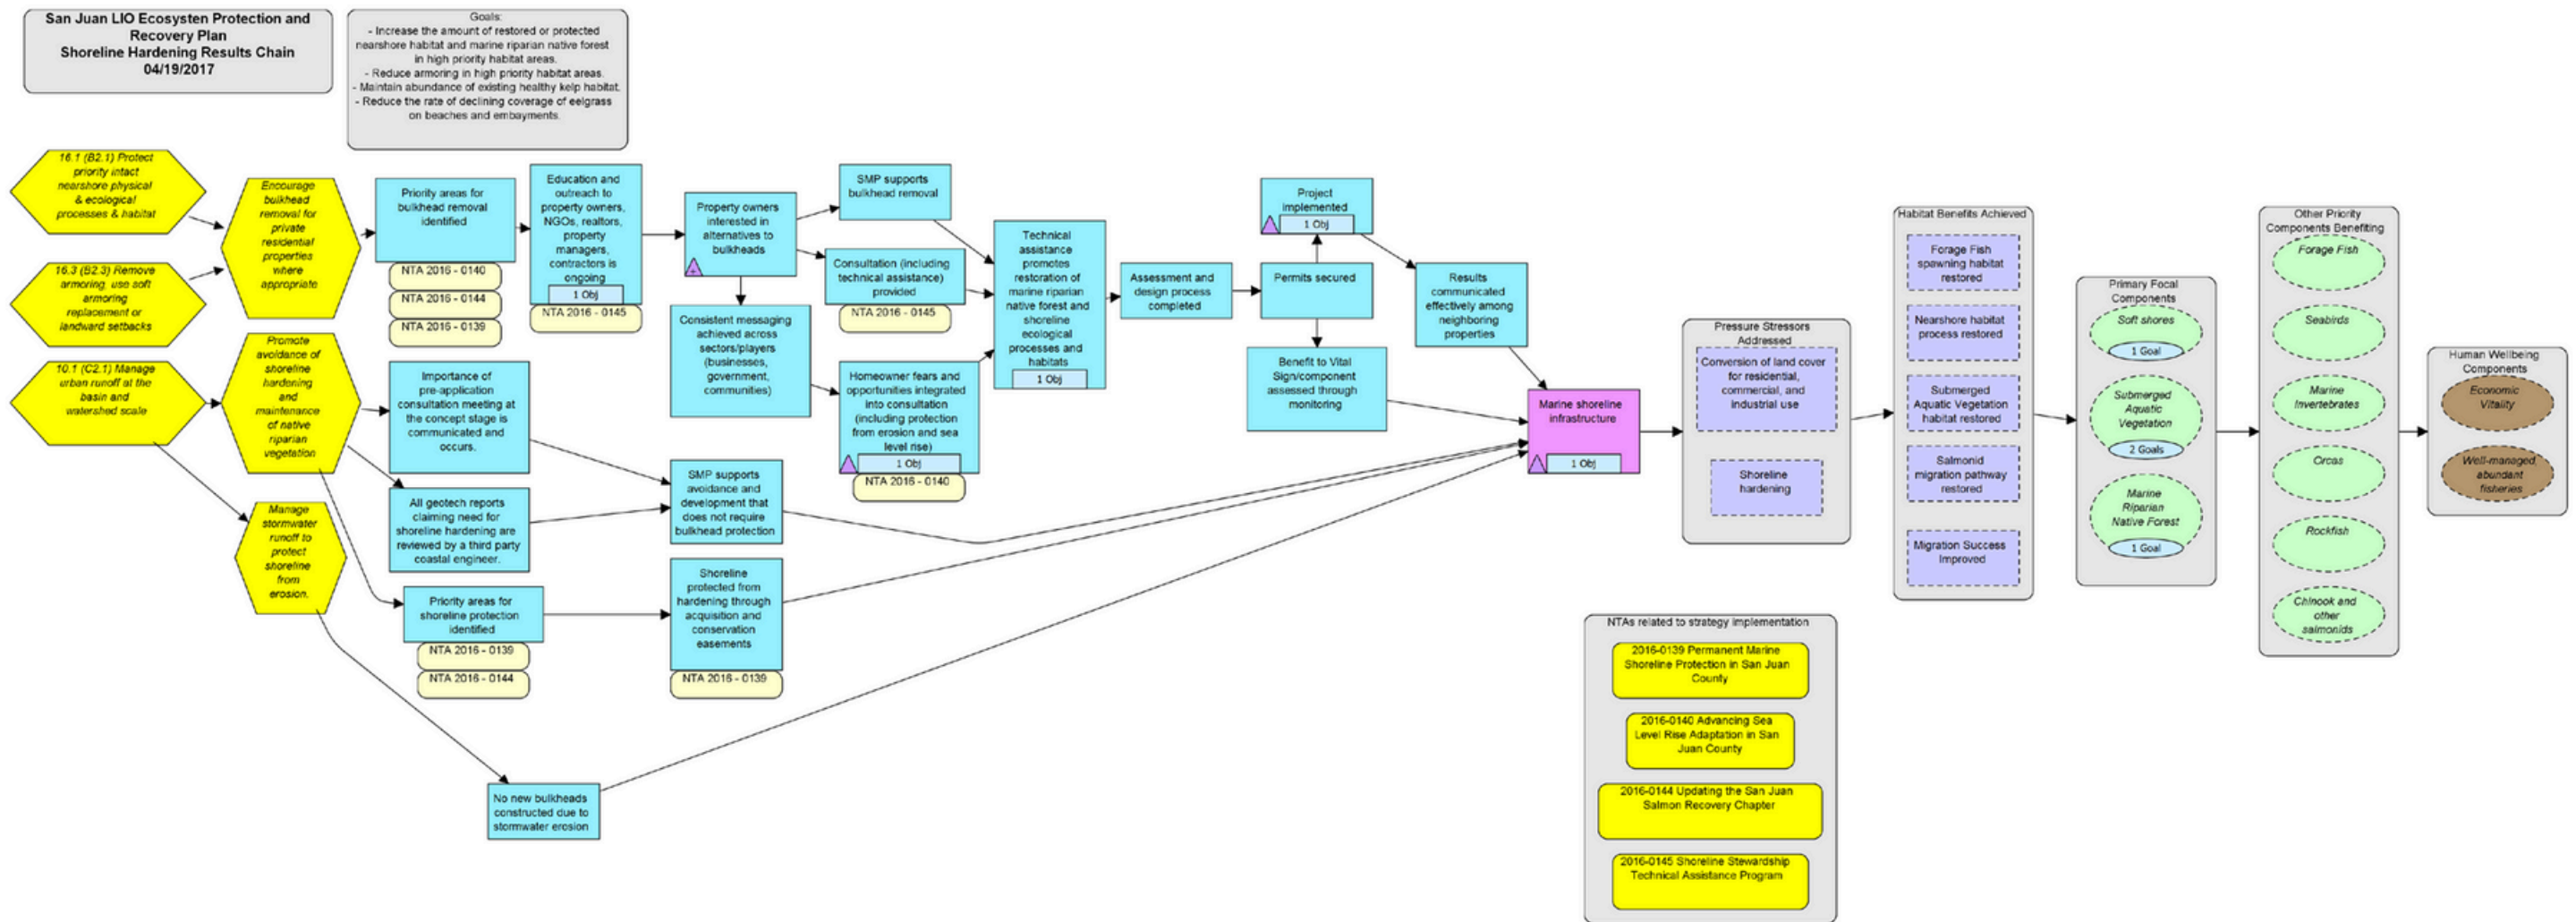 San Juan LIO Ecosysten Protection and
Recovery Plan
Shoreline Hardening Results Chain
04/19/2017
Goals:
- Increase the amount of restored or protected
nearshore habitat and marine riparian native forest
in high priority habitat areas.
- Reduce armoring in high priority habitat areas.
- Maintain abundance of existing healthy kelp habitat.
- Reduce the rate of declining coverage of eelgrass
on beaches and embayments.
16.1 (B2.1) Protect
priority intact
nearshore physical
& ecological
processes & habitat
16.3 (B2.3) Remove
armoring, use soft
armoring
replacement or
landward setbacks
10.1 (C2.1) Manage
urban runoff at the
basin and
watershed scale
Encourage
bulkhead
removal for
private
residential
properties
where
appropriate
Promote
avoidance of
shoreline
hardening
and
maintenance
of native
riparian
vegetation
Manage
stormwater
runoff to
protect
shoreline
from
erosion.
Priority areas for
bulkhead removal
identified
NTA 2016 - 0140
NTA 2016 - 0144
NTA 2016 - 0139
Education and
outreach to
property owners,
NGOs, realtors,
property
managers,
contractors is
ongoing
1 Obj
NTA 2016 - 0145
Importance of
pre-application
consultation meeting at
the concept stage is
communicated and
occurs.
All geotech reports
claiming need for
shoreline hardening are
reviewed by a third party
coastal engineer.
Priority areas for
shoreline protection
identified
NTA 2016 - 0139
NTA 2016 - 0144
No new bulkheads
constructed due to
stormwater erosion
Property owners
interested in
alternatives to
bulkheads
Consistent messaging
achieved across
sectors/players
(businesses,
government,
communities)
SMP supports
avoidance and
development that
does not require
bulkhead protection
Shoreline
protected from
hardening through
acquisition and
conservation
easements
NTA 2016 - 0139
SMP supports
bulkhead removal
Consultation (including
technical assistance)
provided
NTA 2016 - 0145
Homeowner fears and
opportunities integrated
into consultation
(including protection
from erosion and sea
level rise)
1 Obj
NTA 2016 - 0140
Technical
assistance
promotes
restoration of
marine riparian
native forest and
shoreline
ecological
processes and
habitats
1 Obj
Assessment and
design process
completed
Project
implemented
1 Obj
Permits secured
Benefit to Vital
Sign/component
assessed through
monitoring
Results
communicated
effectively among
neighboring
properties
Marine shoreline
infrastructure
1 Obj
Pressure Stressors
Addressed
Conversion of land cover
for residential,
commercial, and
industrial use
Shoreline
hardening
Habitat Benefits Achieved
Forage Fish
spawning habitat
restored
Nearshore habitat
process restored
Submerged
Aquatic Vegetation
habitat restored
Salmonid
migration pathway
restored
Migration Success
Improved
Primary Focal
Components
Soft shores
1 Goal
Submerged
Aquatic
Vegetation
2 Goals
Marine
Riparian
Native Forest
1 Goal
Other Priority
Components Benefiting
Forage Fish
Seabirds
Marine
Invertebrates
Orcas
Rockfish
Chinook and
other
salmonids
Human Wellbeing
Components
Economic
Vitality
Well-managed,
abundant
fisheries
NTAs related to strategy implementation
2016-0139 Permanent Marine
Shoreline Protection in San Juan
County
2016-0140 Advancing Sea
Level Rise Adaptation in San
Juan County
2016-0144 Updating the San Juan
Salmon Recovery Chapter
2016-0145 Shoreline Stewardship
Technical Assistance Program